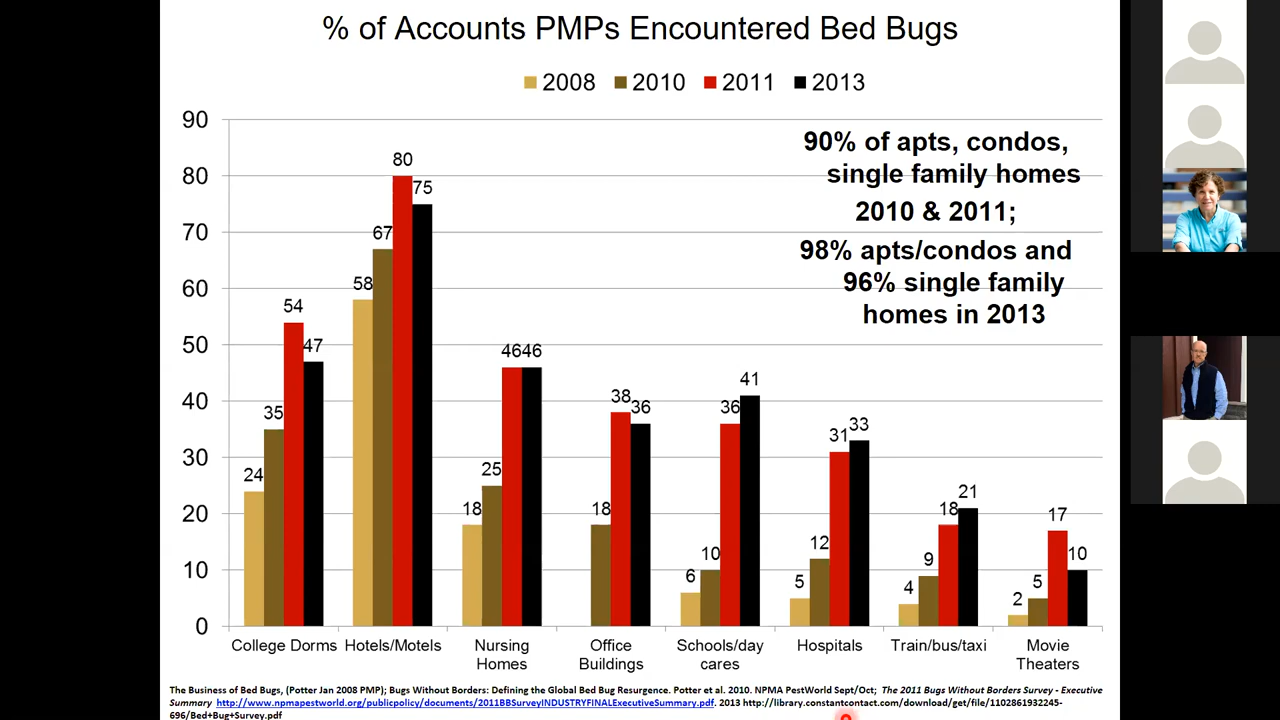 % of Accounts PMPs Encountered Bed Bugs
2008 2010 2011 2013
90
80
70
60
50
40
30
20
10
0
90% of apts, condos,
single family homes
2010 & 2011;
98% apts/condos and
96% single family
homes in 2013
24 35 54 47
58 67 80 75
18 25 46 46
18 38 36
6 10 36 41
5 12 31 33
4 9 18 21
2 5 17 10
College Dorms
Hotels/Motels
Nursing
Homes
Office
Buildings
Schools/day
cares
Hospitals
Train/bus/taxi
Movie
Theaters
The Business of Bed Bugs, (Potter Jan 2008 PMP); Bugs Without Borders: Defining the Global Bed Bug Resurgence. Potter et al. 2010. NPMA PestWorld Sept/Oct; The 2011 Bugs Without Borders Survey - Executive
Summary http://www.npmapestworld.org/publicpolicy/documents/2011BBSurveyINDUSTRYFINALExecutiveSummary.pdf. 2013 http://library.constantcontact.com/download/get/file/1102861932245-
696/Bed+Bug+Survey.pdf